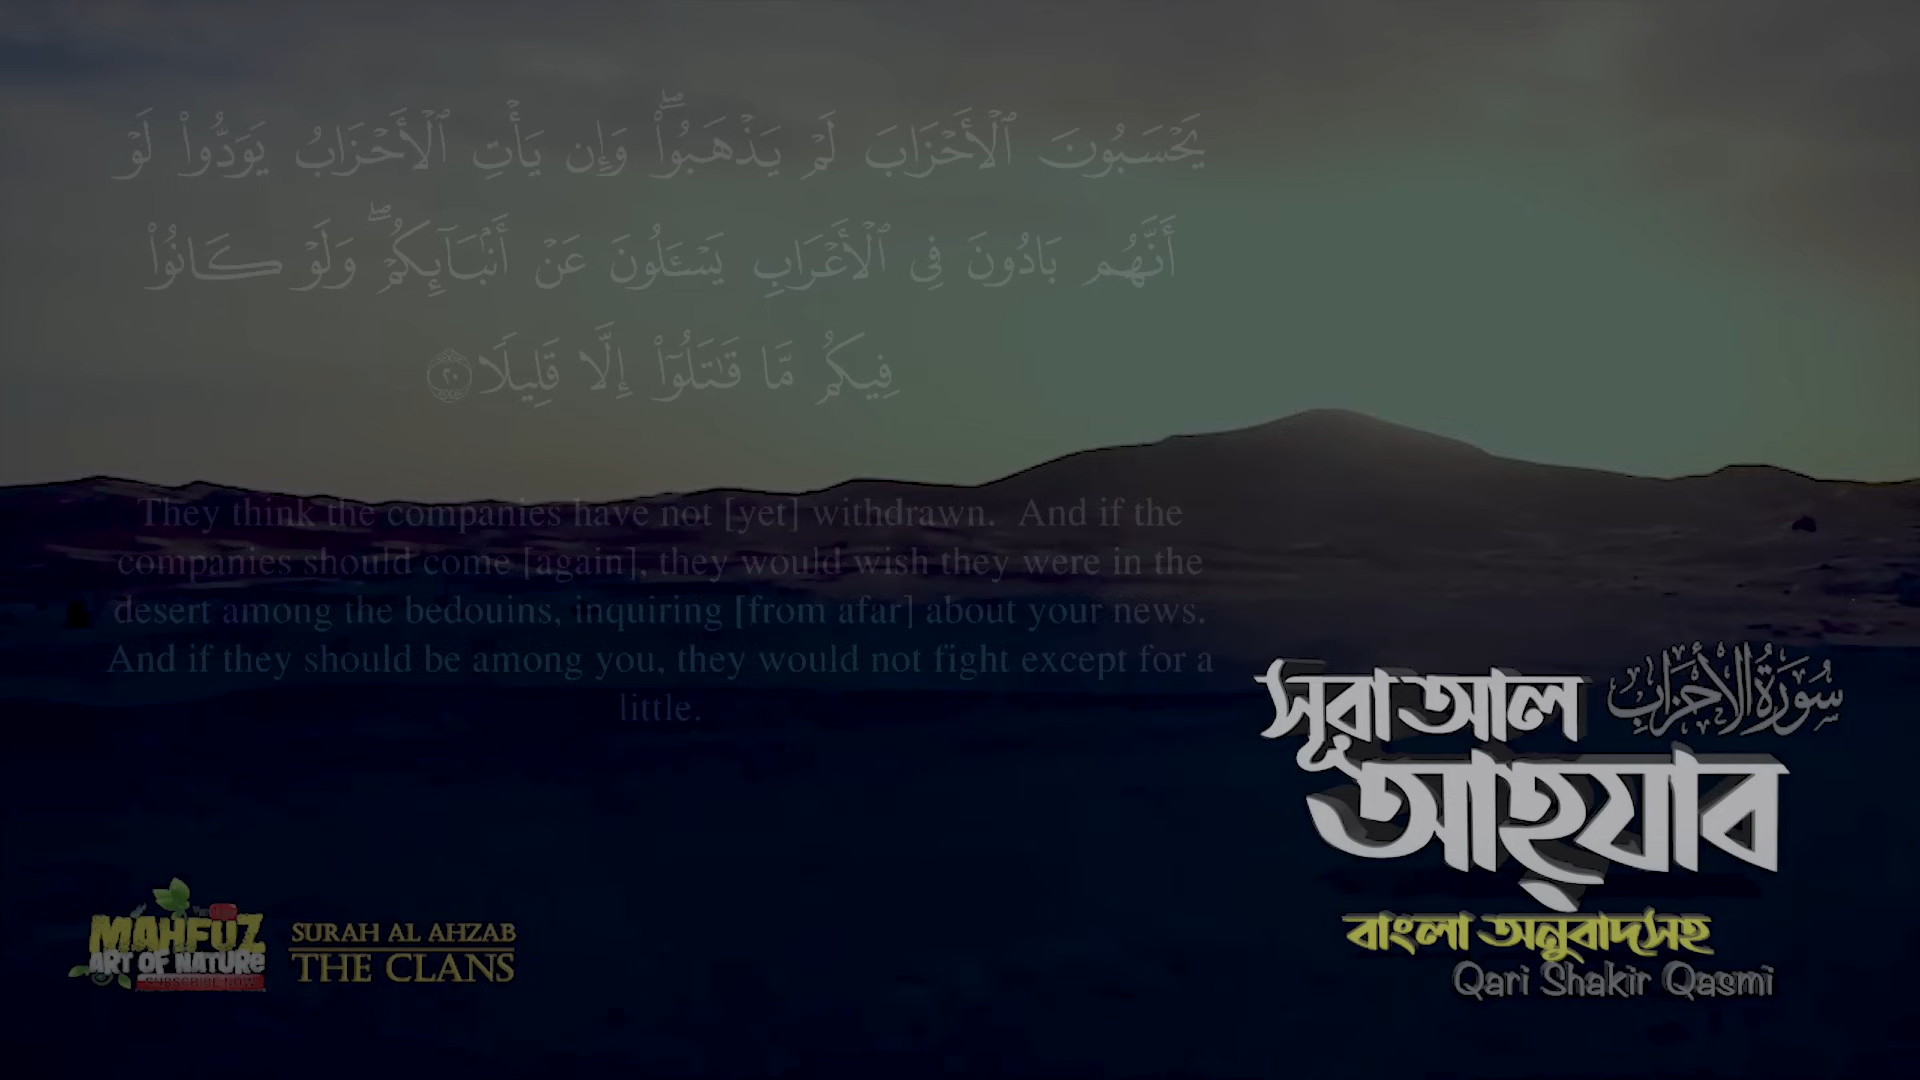 يَحْسَبُونَ ٱلْأَحْزَابَ لَمْ يَذْهَبُوا۟ ۖ وَإِن يَأْتِ ٱلْأَحْزَابُ يَوَدُّوا۟ لَوْ
أَنَّهُم بَادُونَ فِى ٱلْأَعْرَابِ يَسْـَٔلُونَ عَنْ أَنۢبَآئِكُمْ ۖ وَلَوْ كَانُوا۟
فِيكُم مَّا قَـٰتَلُوٓا۟ إِلَّا قَلِيلًا ٢٠
They think the companies have not [yet] withdrawn. And if the
companies should come [again], they would wish they were in the
desert among the bedouins, inquiring [from afar] about your news.
And if they should be among you, they would not fight except for a
little.
সূরা আল
سُورَةُ الأَحْزَابِ
আহ্‌যাব
বাংলা অনুবাদসহ
Qari Shakir Qasmi
MAHFUZ
ART OF NATURE
SUBSCRIBE NOW
SURAH AL AHZAB
THE CLANS